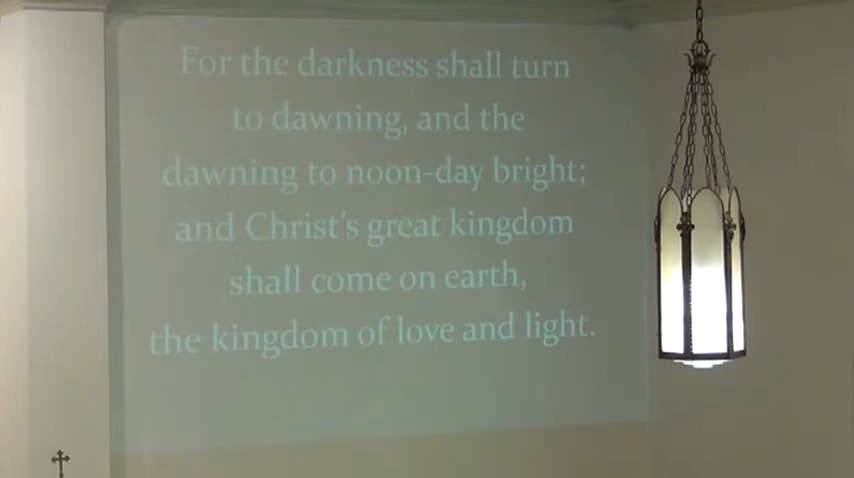 For the darkness shall turn
to dawning, and the
dawning to noon-day bright;
and Christ's great kingdom
shall come on earth,
the kingdom of love and light.